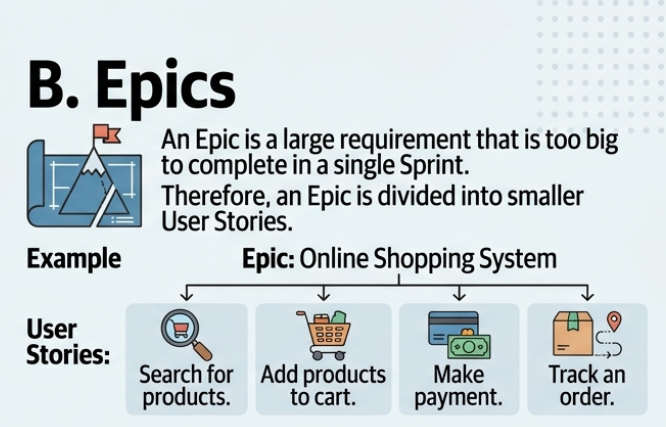 B. Epics
An Epic is a large requirement that is too big
to complete in a single Sprint.
Therefore, an Epic is divided into smaller
User Stories.
Example
Epic: Online Shopping System
User
Stories:
Search for
products.
Add products
to cart.
Make
payment.
Track an
order.